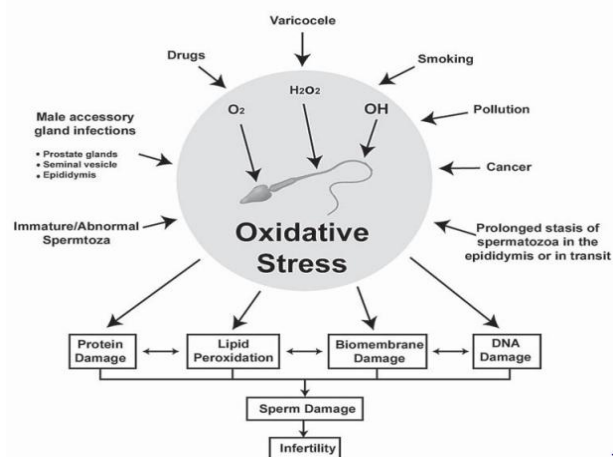 Varicocele
Drugs
Smoking
H2O2
O2
OH
Pollution
Male accessory
gland infections
• Prostate glands
• Seminal vesicle
• Epididymis
Cancer
Immature/Abnormal
Spermtoza
Prolonged stasis of
spermatozoa in the
epididymis or in transit
Oxidative
Stress
Protein
Damage
Lipid
Peroxidation
Biomembrane
Damage
DNA
Damage
Sperm Damage
Infertility